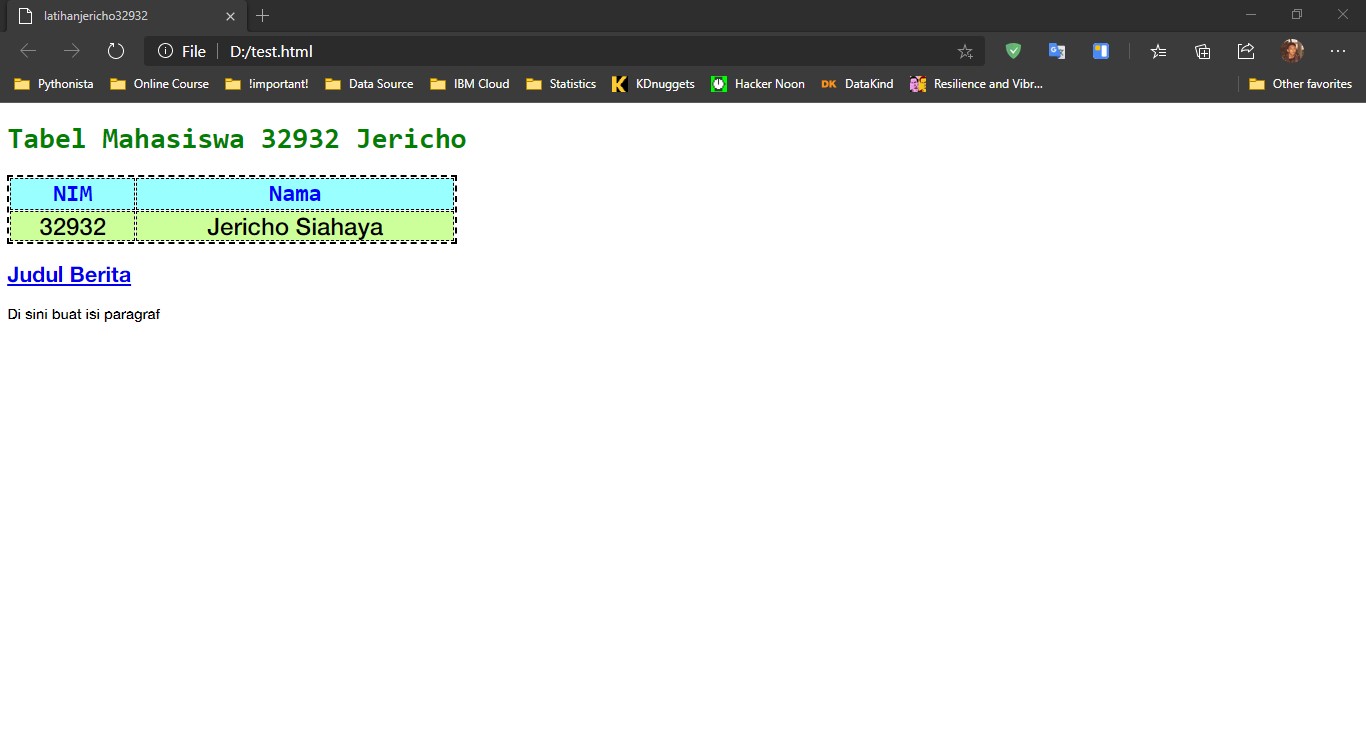 latihanjericho32932
File D:/test.html
Pythonista Online Course !important! Data Source IBM Cloud Statistics KDnuggets Hacker Noon DK DataKind Resilience and Vibr... Other favorites
Tabel Mahasiswa 32932 Jericho
NIM Nama
32932 Jericho Siahaya
Judul Berita
Di sini buat isi paragraf